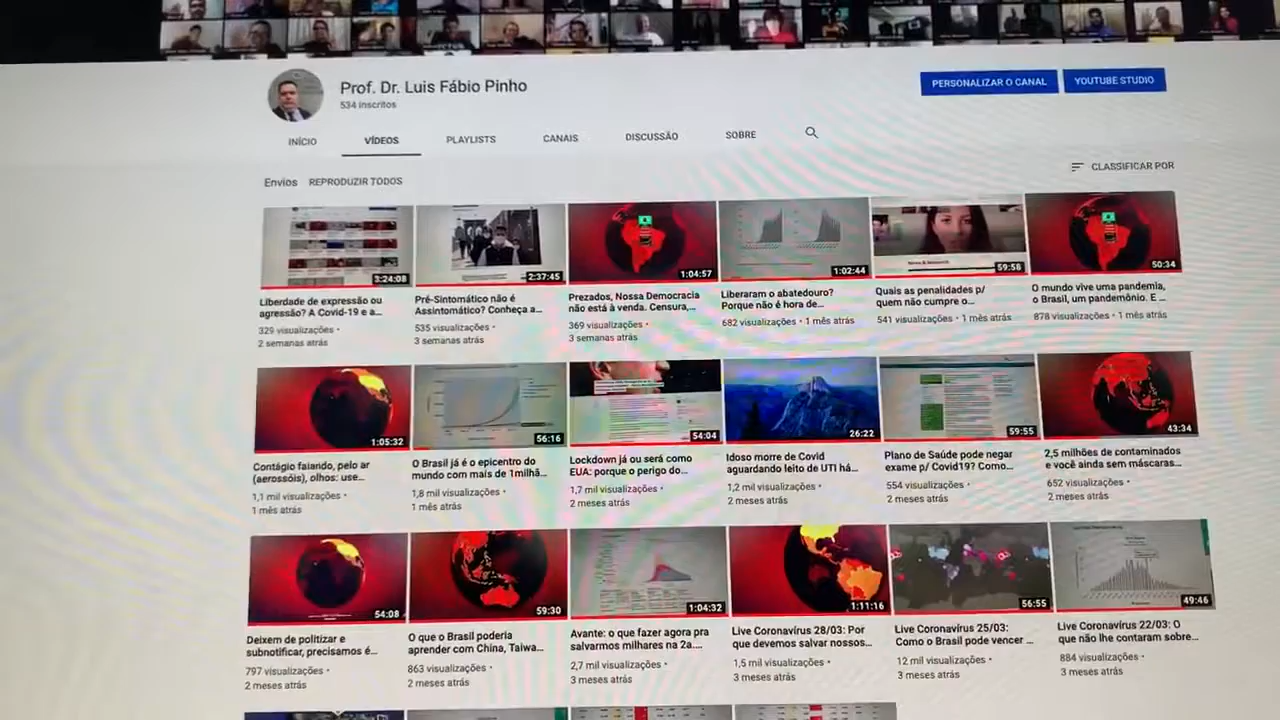 Prof. Dr. Luis Fábio Pinho
534 inscritos
PERSONALIZAR O CANAL
YOUTUBE STUDIO
INÍCIO
VÍDEOS
PLAYLISTS
CANAIS
DISCUSSÃO
SOBRE
Envios
REPRODUZIR TODOS
CLASSIFICAR POR
3:24:08
Liberdade de expressão ou
agressão? A Covid-19 e a...
329 visualizações •
2 semanas atrás
2:37:45
Pré-Sintomático não é
Assintomático? Conheça a...
535 visualizações •
3 semanas atrás
1:04:57
Prezados, Nossa Democracia
não está à venda. Censura,...
369 visualizações •
3 semanas atrás
1:02:44
Liberaram o abatedouro?
Porque não é hora de...
682 visualizações • 1 mês atrás
59:58
Quais as penalidades p/
quem não cumpre o...
541 visualizações • 1 mês atrás
50:34
O mundo vive uma pandemia,
o Brasil, um pandemônio. E ...
878 visualizações • 1 mês atrás
1:05:32
Contágio falando, pelo ar
(aerossóis), olhos: use...
1,1 mil visualizações •
1 mês atrás
56:16
O Brasil já é o epicentro do
mundo com mais de 1milhã...
1,8 mil visualizações •
1 mês atrás
54:04
Lockdown já ou será como
EUA: porque o perigo do...
1,7 mil visualizações •
2 meses atrás
26:22
Idoso morre de Covid
aguardando leito de UTI há...
1,2 mil visualizações •
2 meses atrás
59:55
Plano de Saúde pode negar
exame p/ Covid19? Como...
554 visualizações •
2 meses atrás
43:34
2,5 milhões de contaminados
e você ainda sem máscaras...
652 visualizações •
2 meses atrás
54:08
Deixem de politizar e
subnotificar, precisamos é...
797 visualizações •
2 meses atrás
59:30
O que o Brasil poderia
aprender com China, Taiwa...
863 visualizações •
2 meses atrás
1:04:32
Avante: o que fazer agora pra
salvarmos milhares na 2a....
2,7 mil visualizações •
3 meses atrás
1:11:16
Live Coronavírus 28/03: Por
que devemos salvar nossos...
1,5 mil visualizações •
3 meses atrás
56:55
Live Coronavírus 25/03:
Como o Brasil pode vencer ...
12 mil visualizações •
3 meses atrás
49:46
Live Coronavírus 22/03: O
que não lhe contaram sobre...
884 visualizações •
3 meses atrás